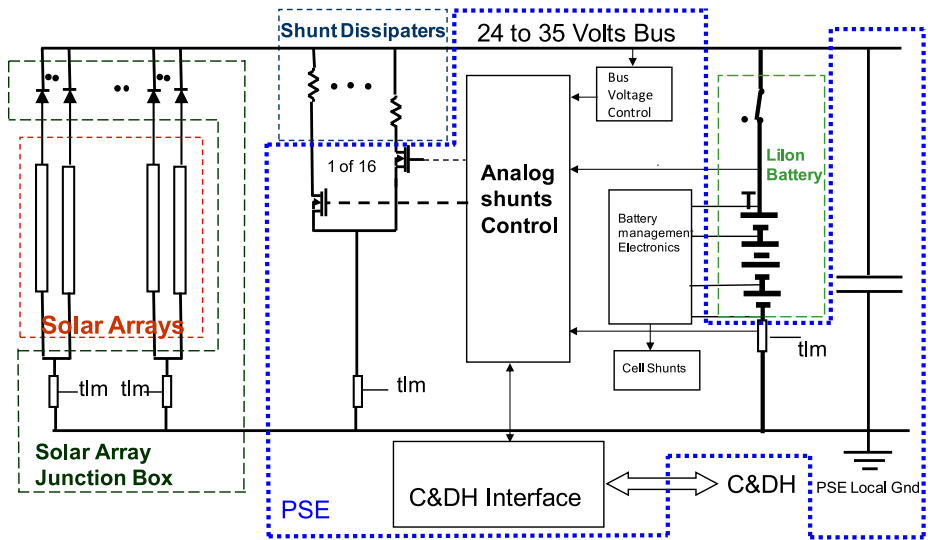 Shunt Dissipaters
24 to 35 Volts Bus
Bus
Voltage
Control
LiIon
Battery
1 of 16
Analog
shunts
Control
Battery
management
Electronics
Solar Arrays
tlm
Cell Shunts
tlm
tlm
tlm
Solar Array
Junction Box
PSE
C&DH Interface
C&DH
PSE Local Gnd